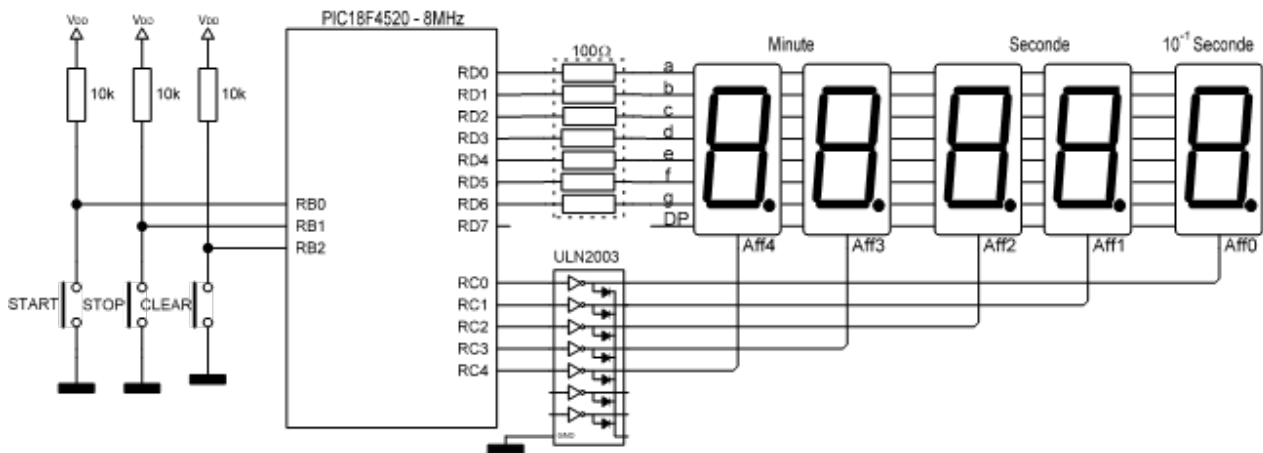 PIC18F4520 - 8MHz
VDD VDD VDD
10k 10k 10k
100Ω
Minute Seconde 10⁻¹ Seconde
RD0 a
RD1 b
RD2 c
RD3 d
RD4 e
RD5 f
RD6 g
RD7 DP
RB0
RB1
RB2
Aff4 Aff3 Aff2 Aff1 Aff0
ULN2003
START STOP CLEAR
RC0
RC1
RC2
RC3
RC4
GND